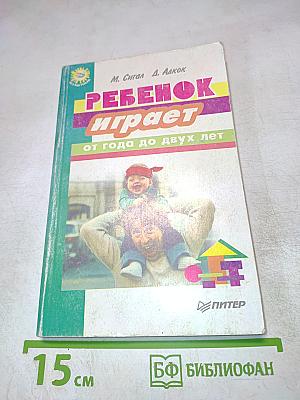 М. Сигал Д. Адкок
РЕБЕНОК
играет
от года до двух лет
ПИТЕР
15 см
БФ БИБЛИОФАН